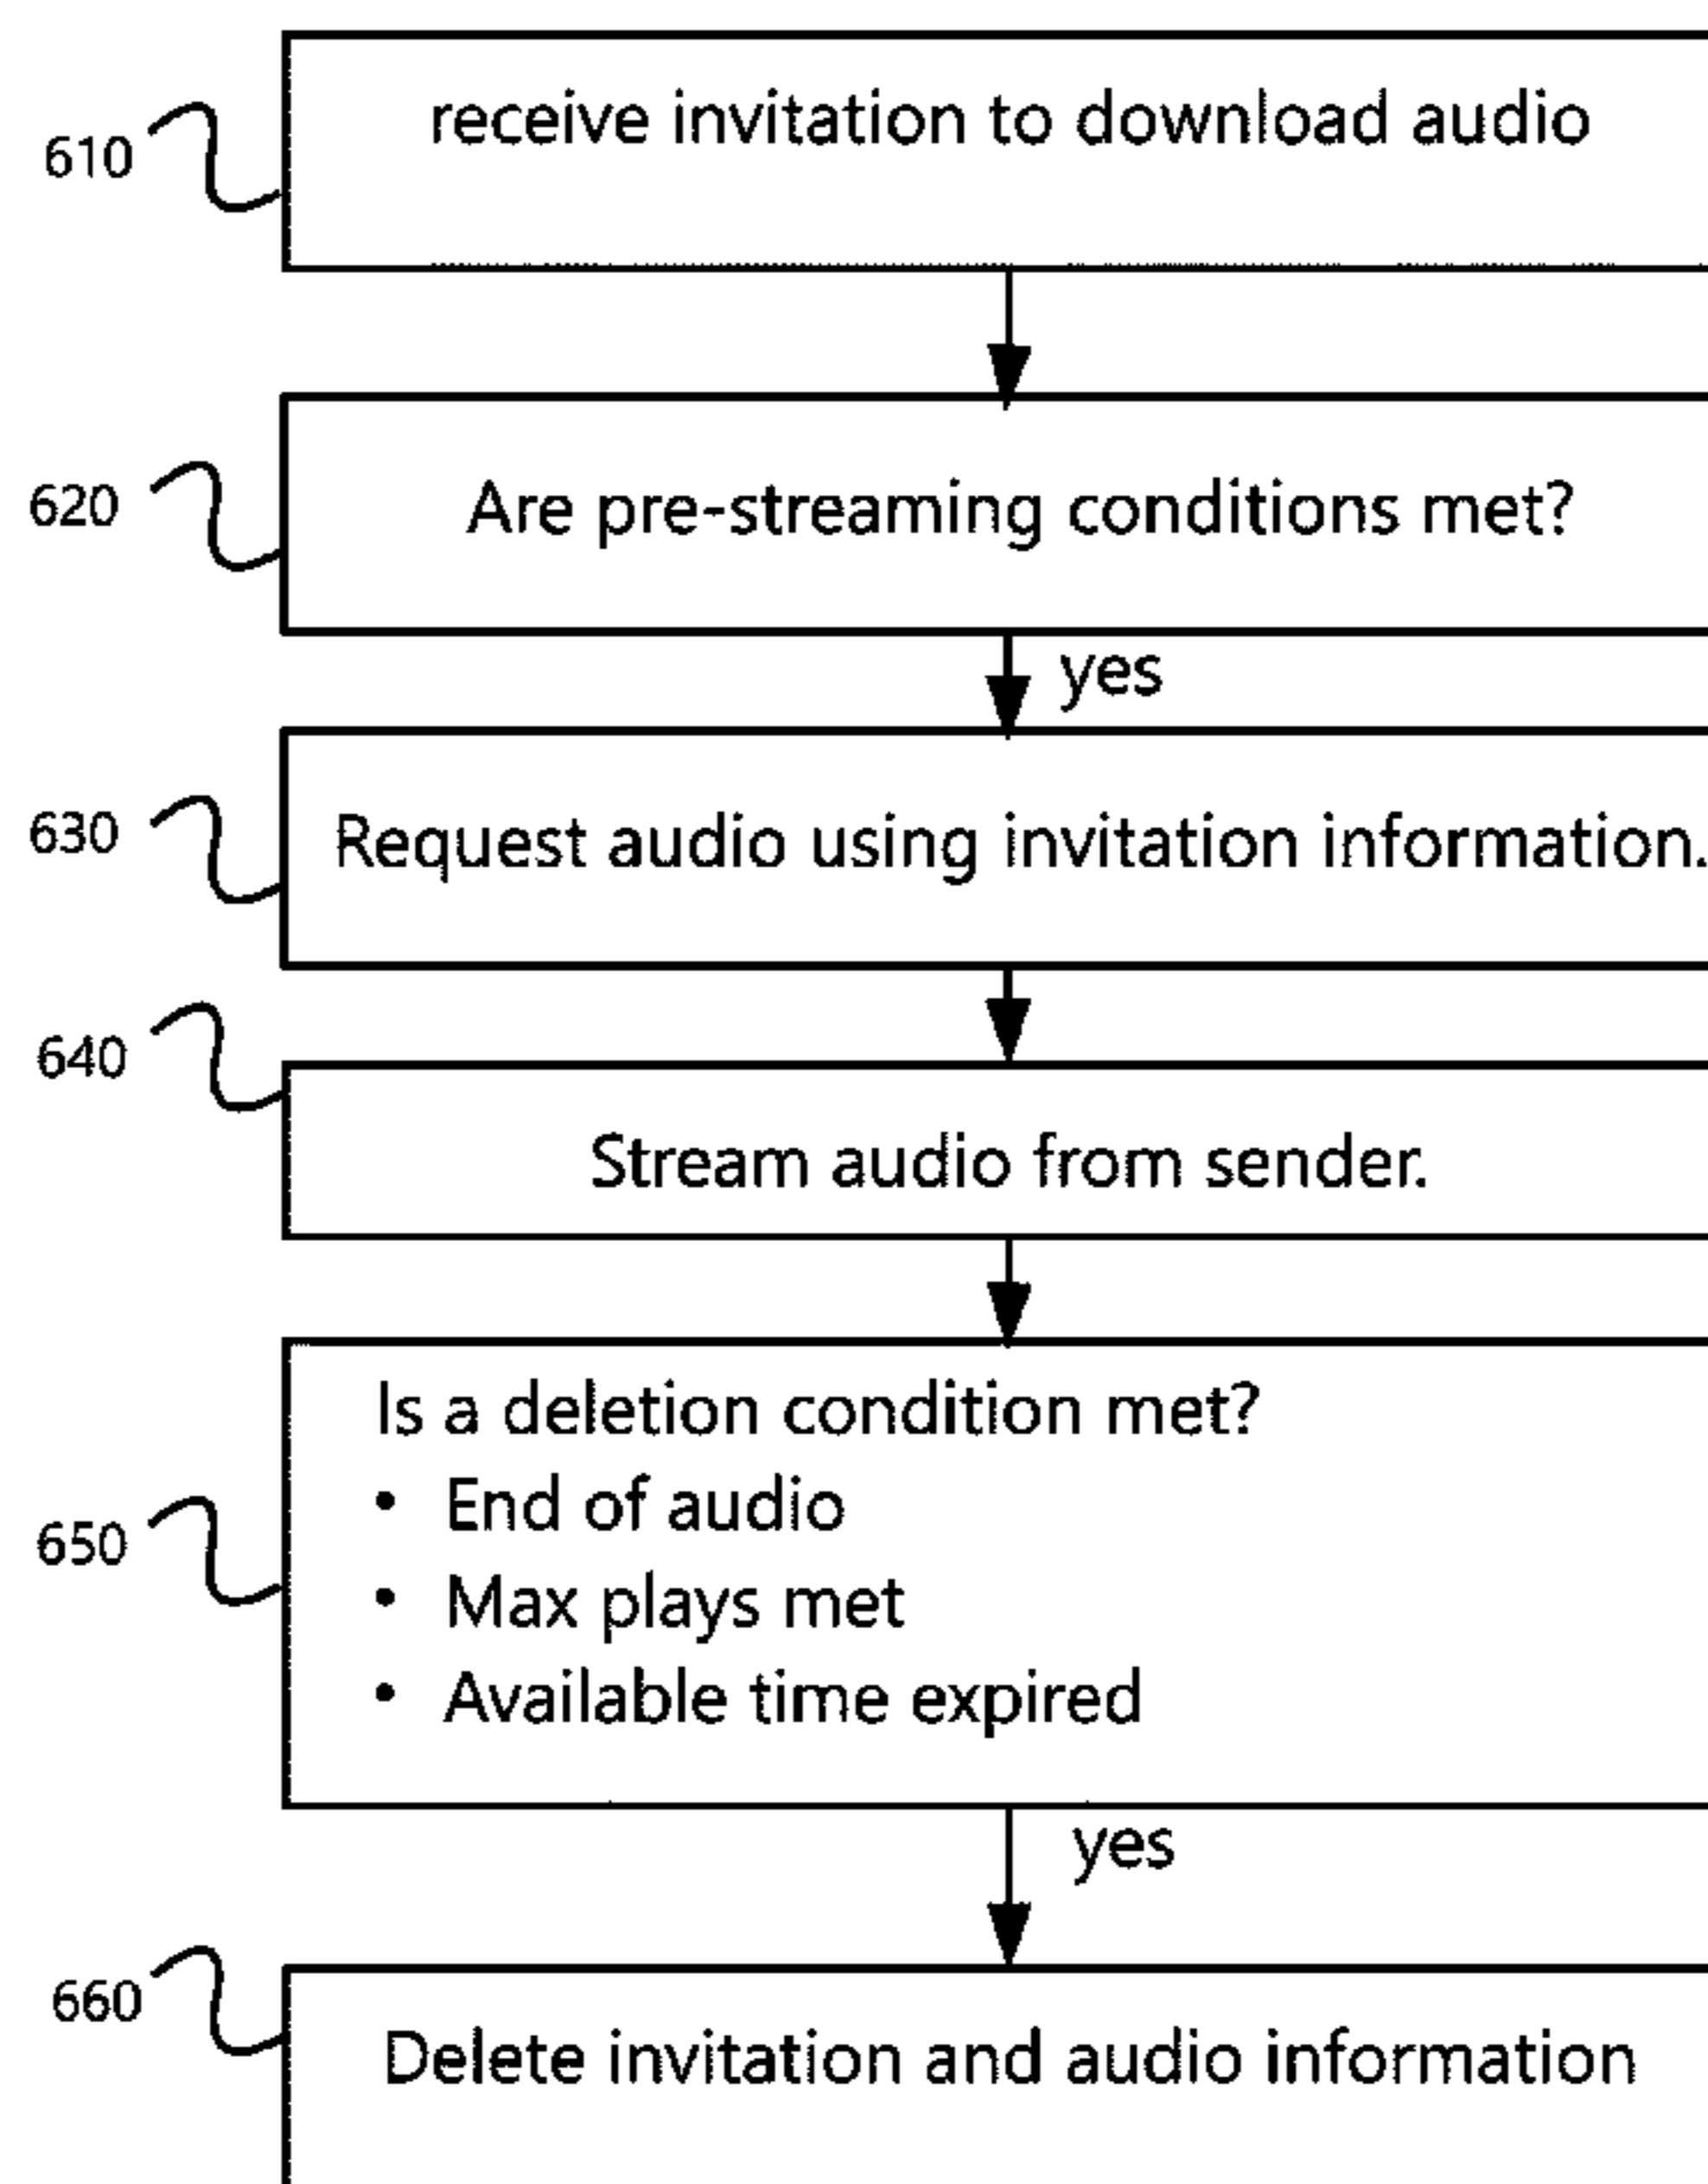 receive invitation to download audio
610
Are pre-streaming conditions met?
620
yes
Request audio using invitation information.
630
640
Stream audio from sender.
Is a deletion condition met?
• End of audio
650
• Max plays met
• Available time expired
yes
660
Delete invitation and audio information